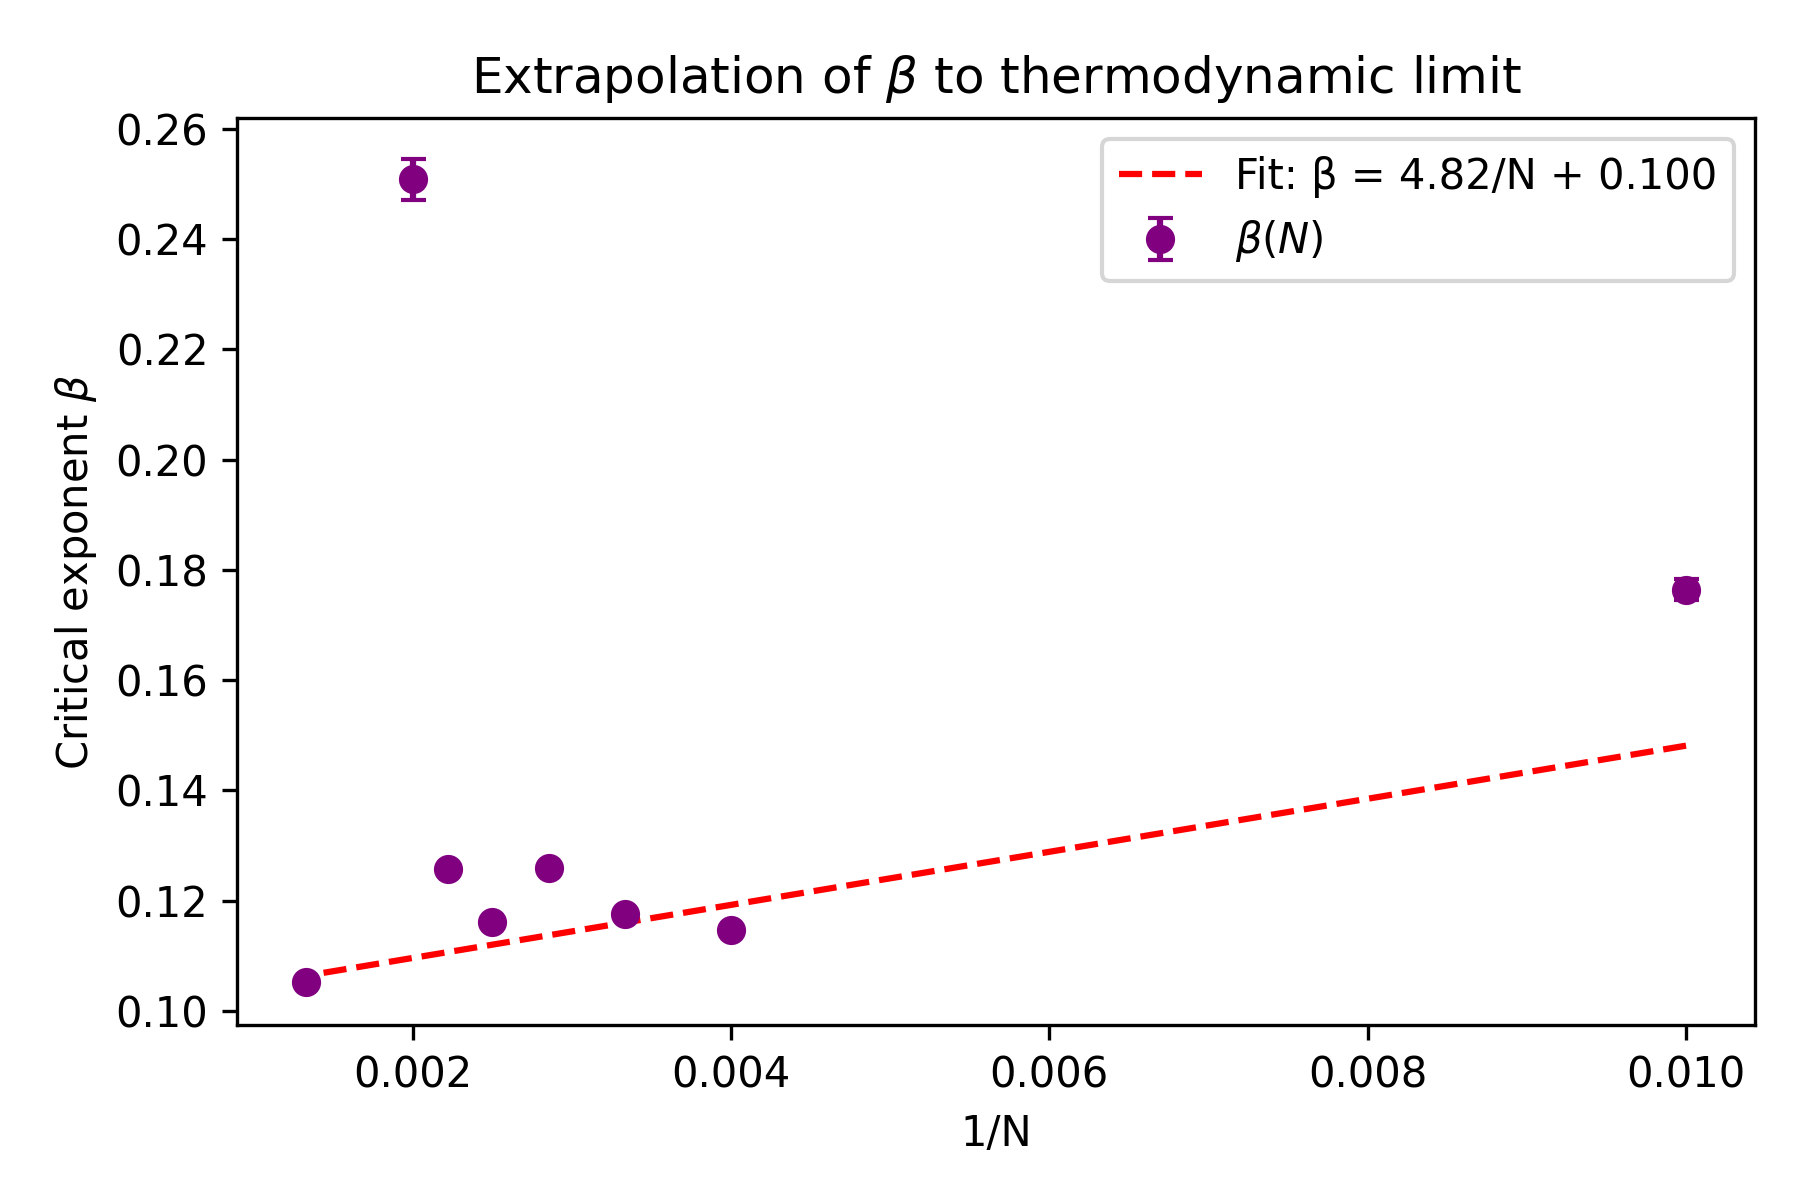 Extrapolation of β to thermodynamic limit
Fit: β = 4.82/N + 0.100
β(N)
Critical exponent β
0.26
0.24
0.22
0.20
0.18
0.16
0.14
0.12
0.10
0.002
0.004
0.006
0.008
0.010
1/N